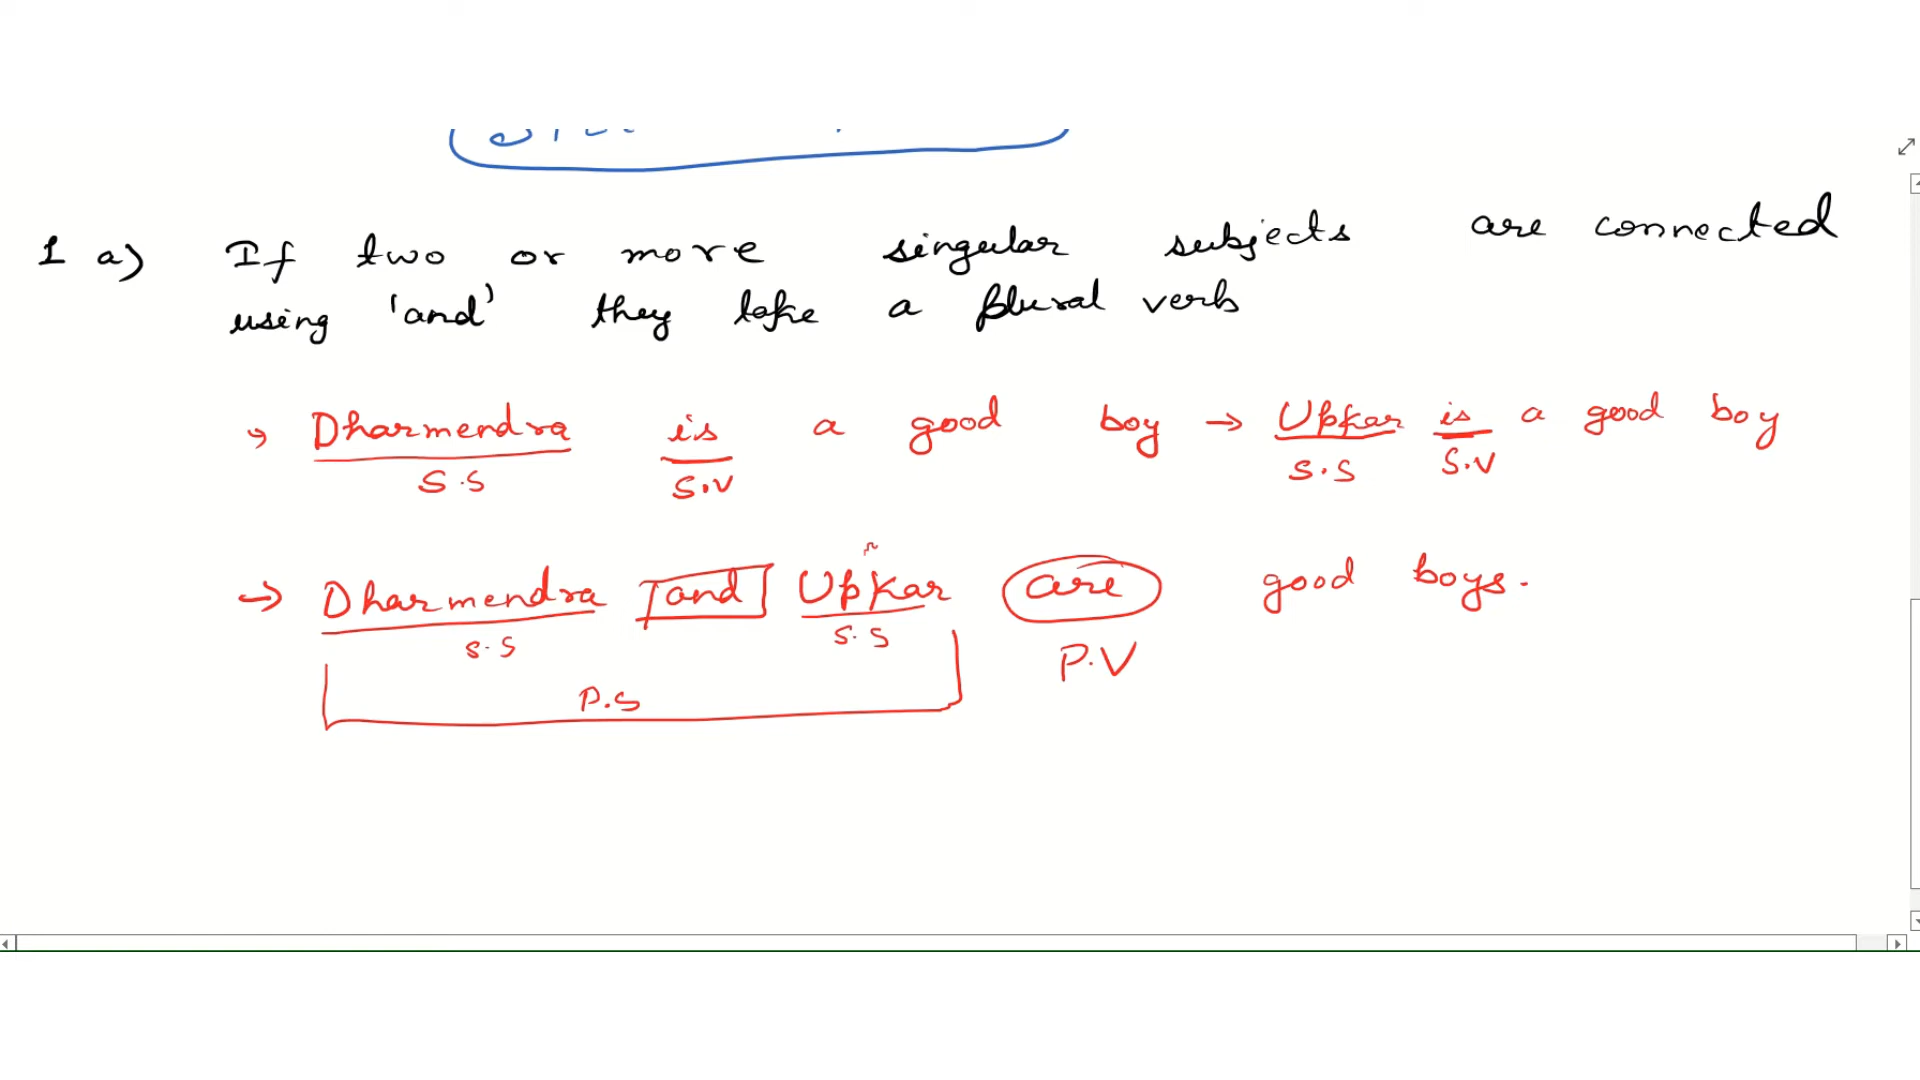 1 a) If two or more singular subjects are connected
using 'and' they take a plural verb
→ Dharmendra is a good boy → Upkar is a good boy
S.S S.V S.S S.V
→ Dharmendra and Upkar are good boys.
S.S S.S P.V
P.S